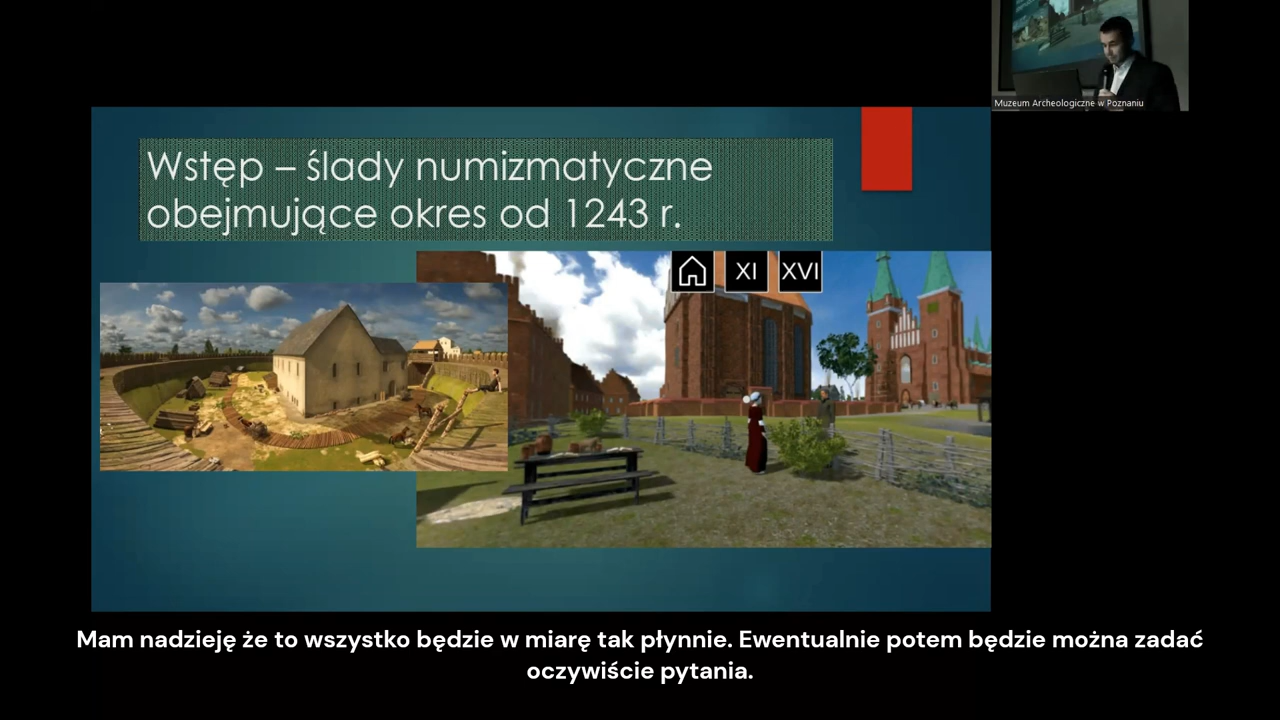 Muzeum Archeologiczne w Poznaniu
Wstęp – ślady numizmatyczne
obejmujące okres od 1243 r.
XI XVI
Mam nadzieję że to wszystko będzie w miarę tak płynnie. Ewentualnie potem będzie można zadać
oczywiście pytania.